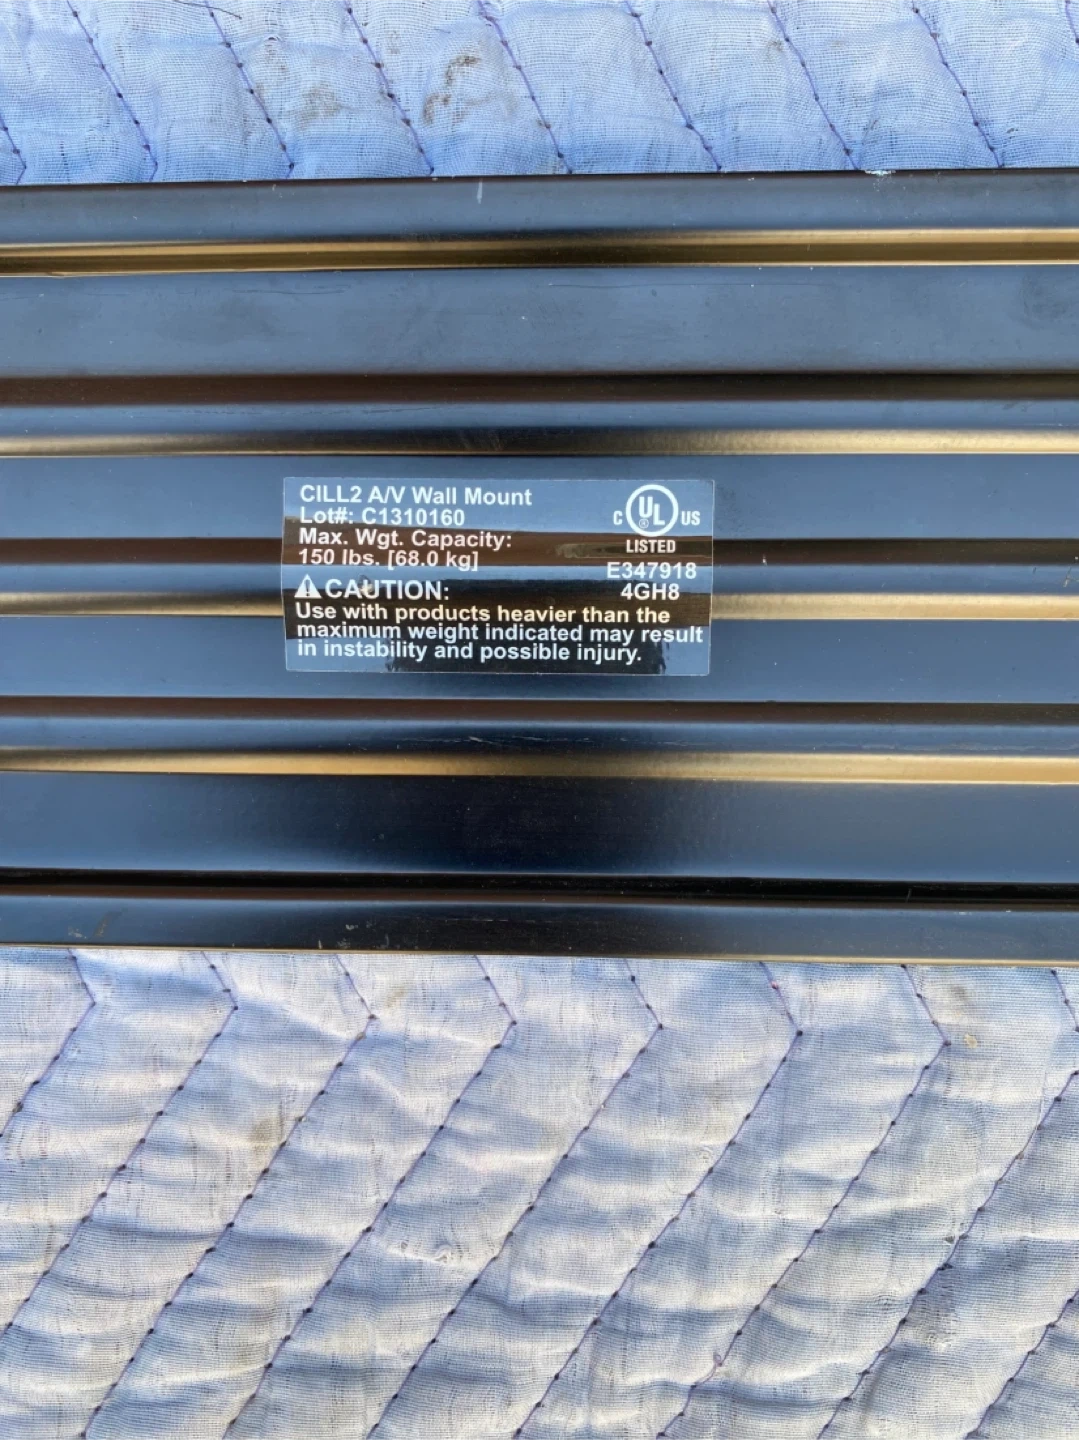 CILL2 A/V Wall Mount
Lot#: C1310160
Max. Wgt. Capacity:
150 lbs. [68.0 kg]
C UL US
LISTED
E347918
4GH8
CAUTION:
Use with products heavier than the
maximum weight indicated may result
in instability and possible injury.